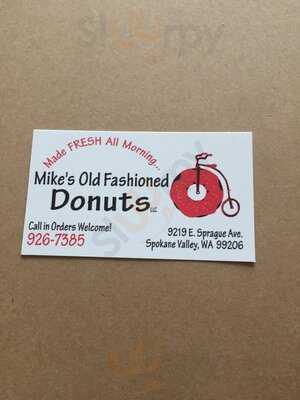 Made FRESH All Morning...
Mike's Old Fashioned
Donuts LLC
Call in Orders Welcome!
926-7385
9219 E. Sprague Ave.
Spokane Valley, WA 99206